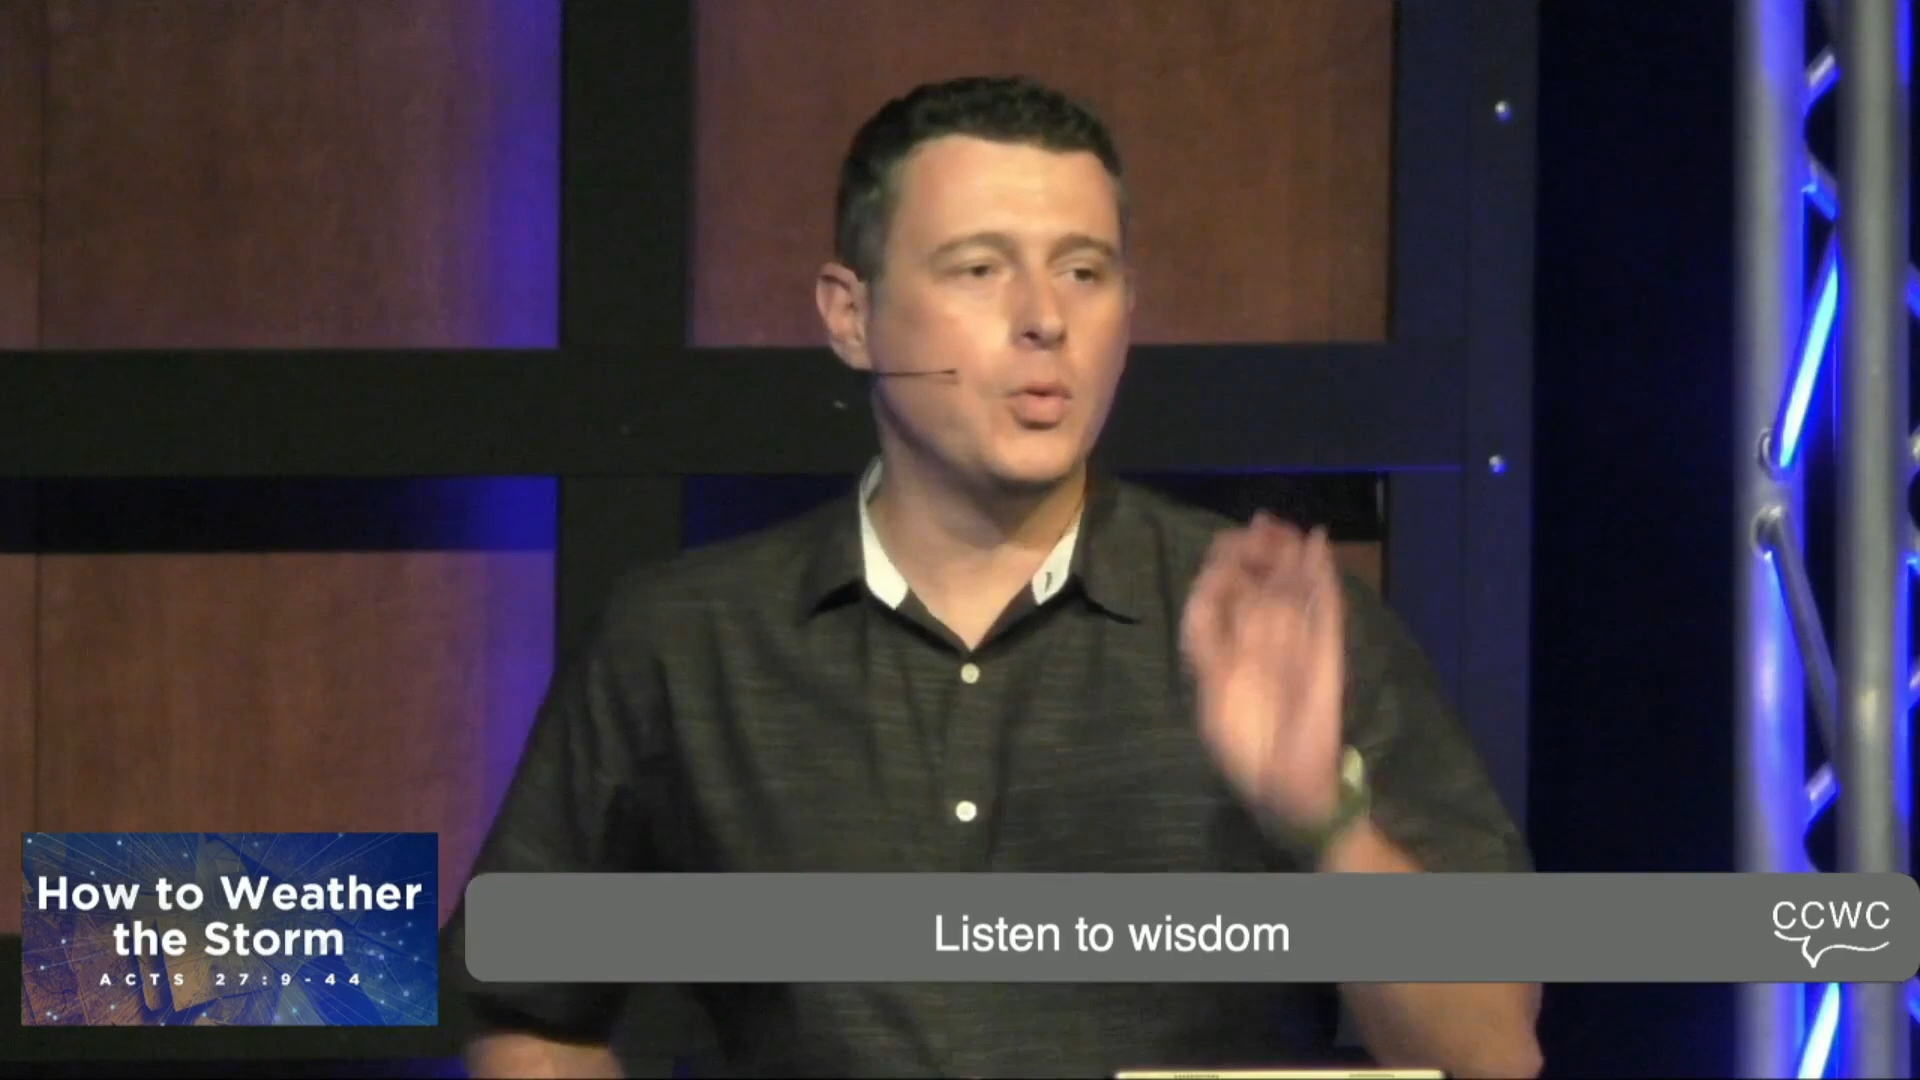 How to Weather
the Storm
ACTS 27:9-44
Listen to wisdom
CCWC